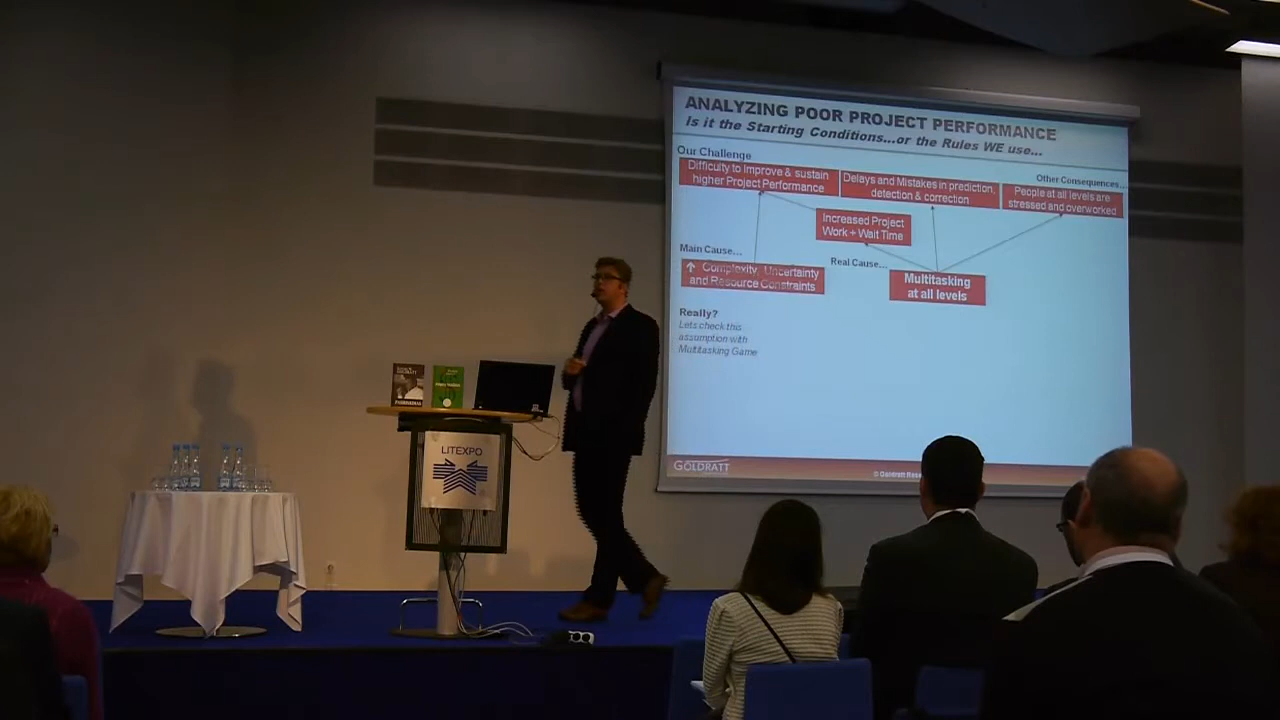 ANALYZING POOR PROJECT PERFORMANCE
Is it the Starting Conditions...or the Rules WE use...
Our Challenge
Other Consequences...
Difficulty to Improve & sustain
higher Project Performance
Delays and Mistakes in prediction,
detection & correction
People at all levels are
stressed and overworked
Increased Project
Work + Wait Time
Main Cause...
Real Cause...
↑ Complexity, Uncertainty
and Resource Constraints
Multitasking
at all levels
Really?
Lets check this
assumption with
Multitasking Game
GOLDRATT
LITEXPO